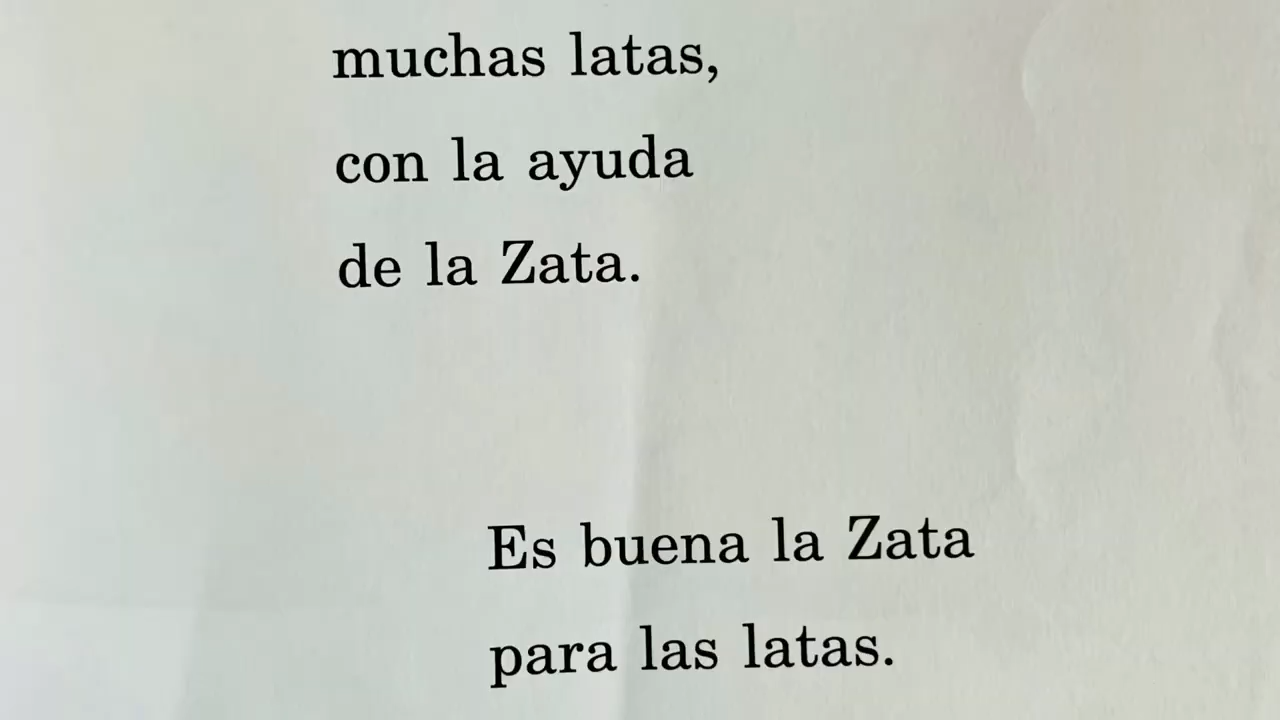 muchas latas,
con la ayuda
de la Zata.
Es buena la Zata
para las latas.